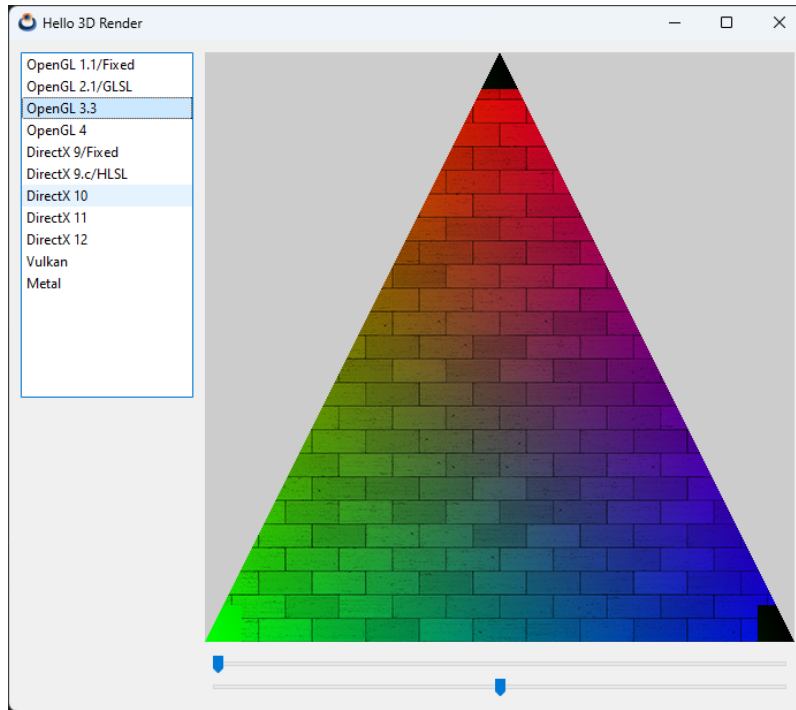 Hello 3D Render
OpenGL 1.1/Fixed
OpenGL 2.1/GLSL
OpenGL 3.3
OpenGL 4
DirectX 9/Fixed
DirectX 9.c/HLSL
DirectX 10
DirectX 11
DirectX 12
Vulkan
Metal